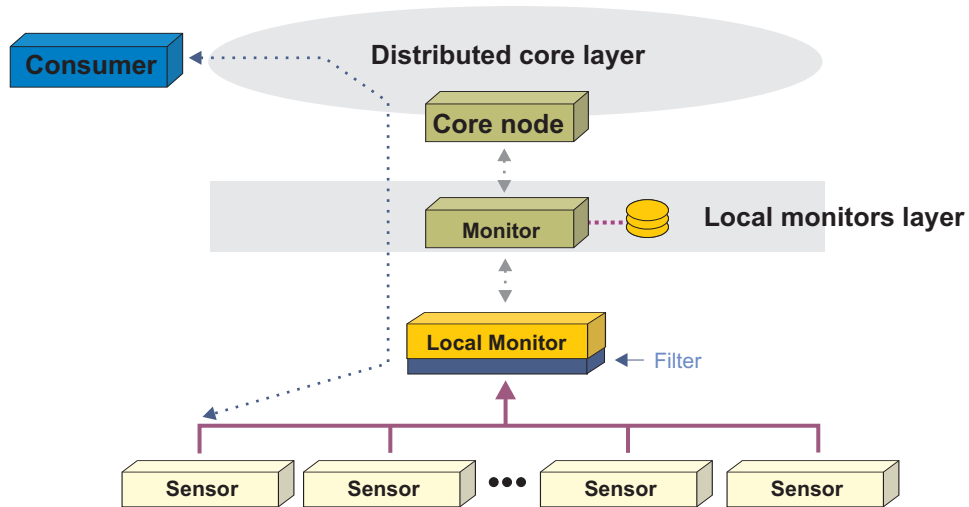 Distributed core layer
Consumer
Core node
Monitor
Local monitors layer
Local Monitor
Filter
Sensor
Sensor
Sensor
Sensor